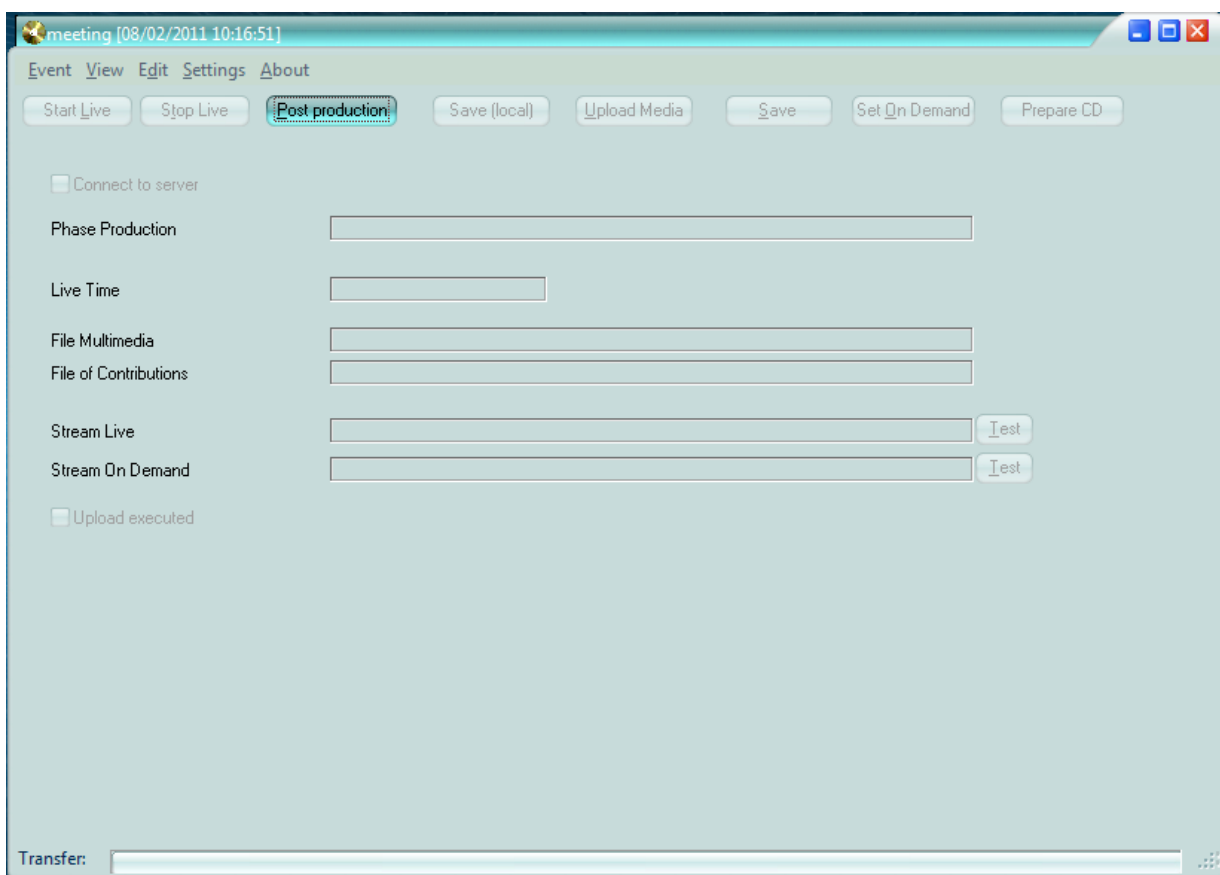 meeting [08/02/2011 10:16:51]
Event View Edit Settings About
Start Live Stop Live Post production Save (local) Upload Media Save Set On Demand Prepare CD
Connect to server
Phase Production
Live Time
File Multimedia
File of Contributions
Stream Live Test
Stream On Demand Test
Upload executed
Transfer: